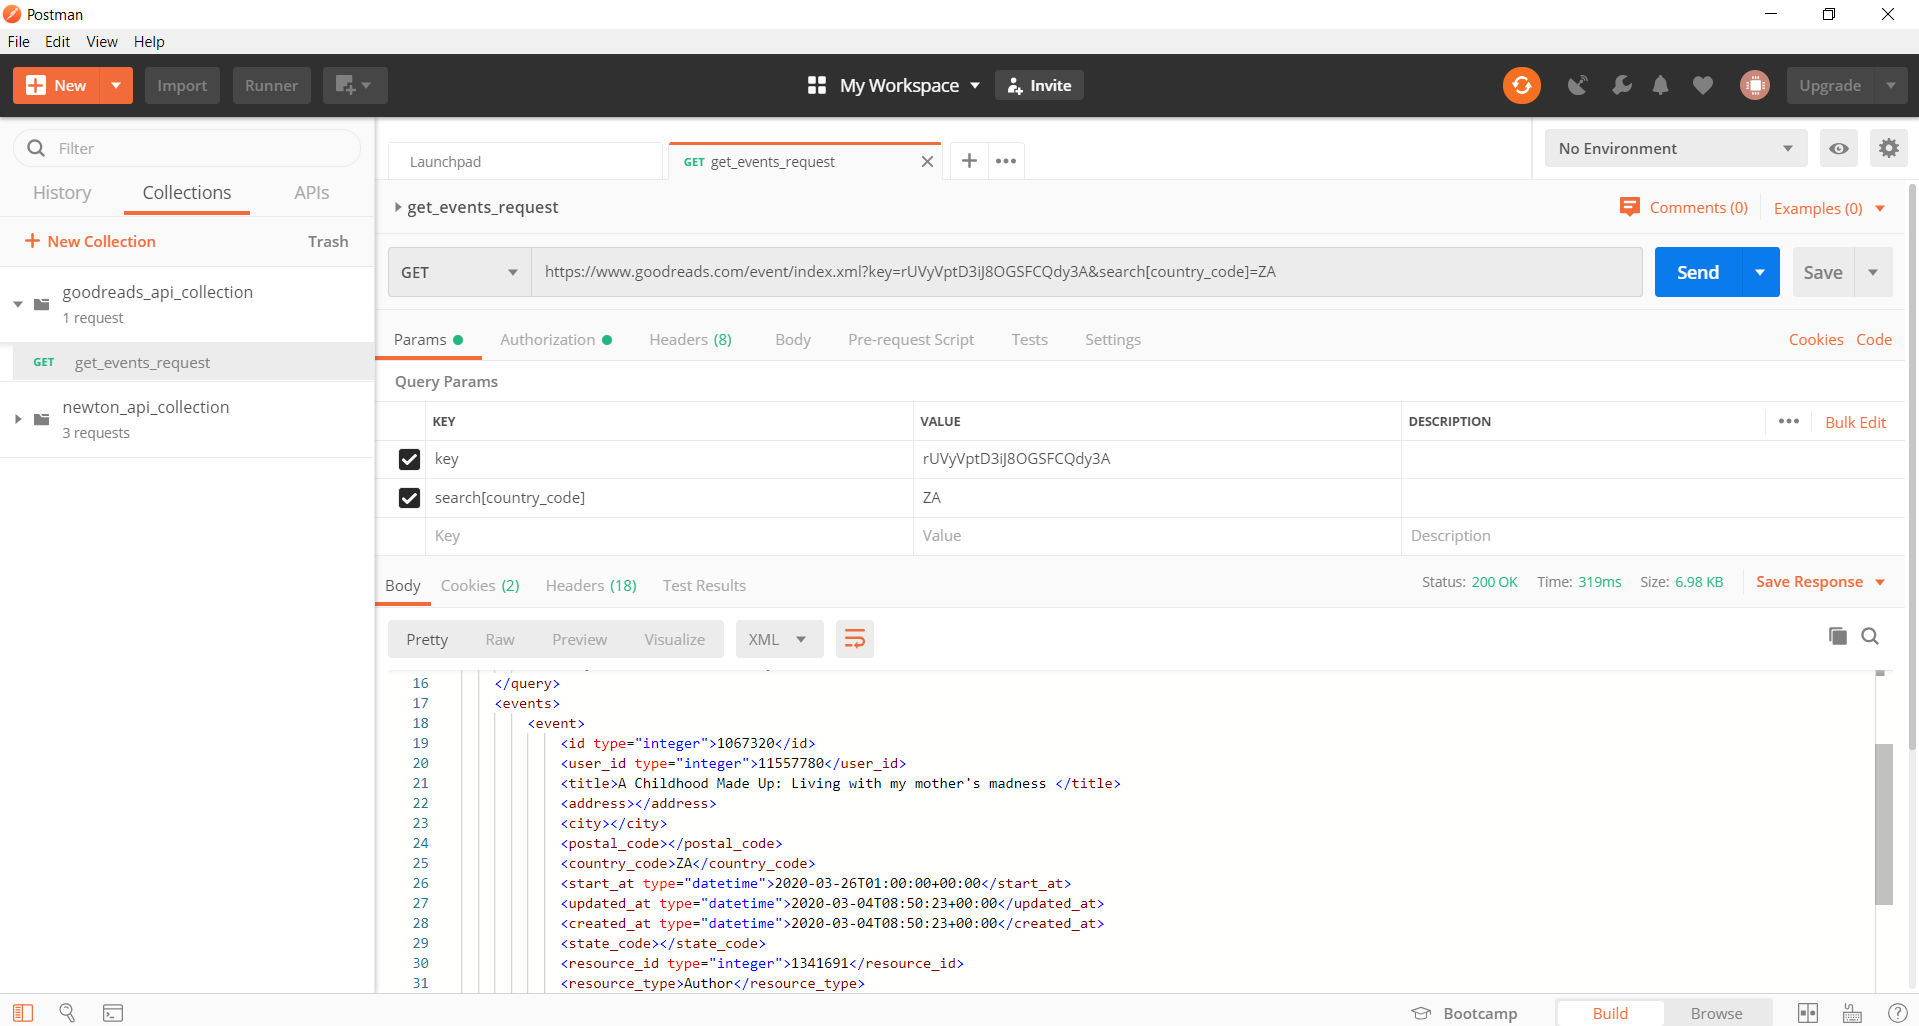 Postman
File Edit View Help
New Import Runner My Workspace Invite Upgrade
Filter
History Collections APIs
New Collection Trash
goodreads_api_collection
1 request
GET get_events_request
newton_api_collection
3 requests
Launchpad GET get_events_request No Environment
get_events_request Comments (0) Examples (0)
GET https://www.goodreads.com/event/index.xml?key=rUVyVptD3iJ8OGSFCQdy3A&search[country_code]=ZA Send Save
Params Authorization Headers (8) Body Pre-request Script Tests Settings Cookies Code
Query Params
KEY VALUE DESCRIPTION Bulk Edit
key rUVyVptD3iJ8OGSFCQdy3A
search[country_code] ZA
Key Value Description
Body Cookies (2) Headers (18) Test Results Status: 200 OK Time: 319ms Size: 6.98 KB Save Response
Pretty Raw Preview Visualize XML
16 </query>
17 <events>
18 <event>
19 <id type="integer">1067320</id>
20 <user_id type="integer">11557780</user_id>
21 <title>A Childhood Made Up: Living with my mother's madness </title>
22 <address></address>
23 <city></city>
24 <postal_code></postal_code>
25 <country_code>ZA</country_code>
26 <start_at type="datetime">2020-03-26T01:00:00+00:00</start_at>
27 <updated_at type="datetime">2020-03-04T08:50:23+00:00</updated_at>
28 <created_at type="datetime">2020-03-04T08:50:23+00:00</created_at>
29 <state_code></state_code>
30 <resource_id type="integer">1341691</resource_id>
31 <resource_type>Author</resource_type>
Bootcamp Build Browse